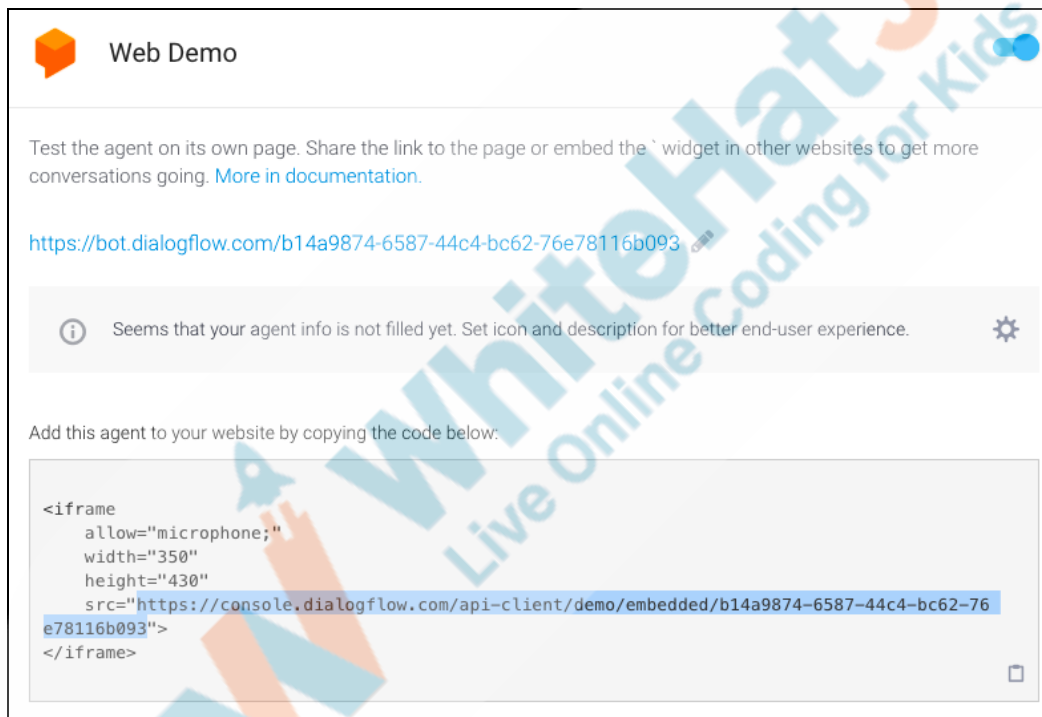 Web Demo
Test the agent on its own page. Share the link to the page or embed the ` widget in other websites to get more
conversations going. More in documentation.
https://bot.dialogflow.com/b14a9874-6587-44c4-bc62-76e78116b093
Seems that your agent info is not filled yet. Set icon and description for better end-user experience.
Add this agent to your website by copying the code below:
<iframe
allow="microphone;"
width="350"
height="430"
src="https://console.dialogflow.com/api-client/demo/embedded/b14a9874-6587-44c4-bc62-76
e78116b093">
</iframe>
WhiteHat J
Live Online Coding for Kids